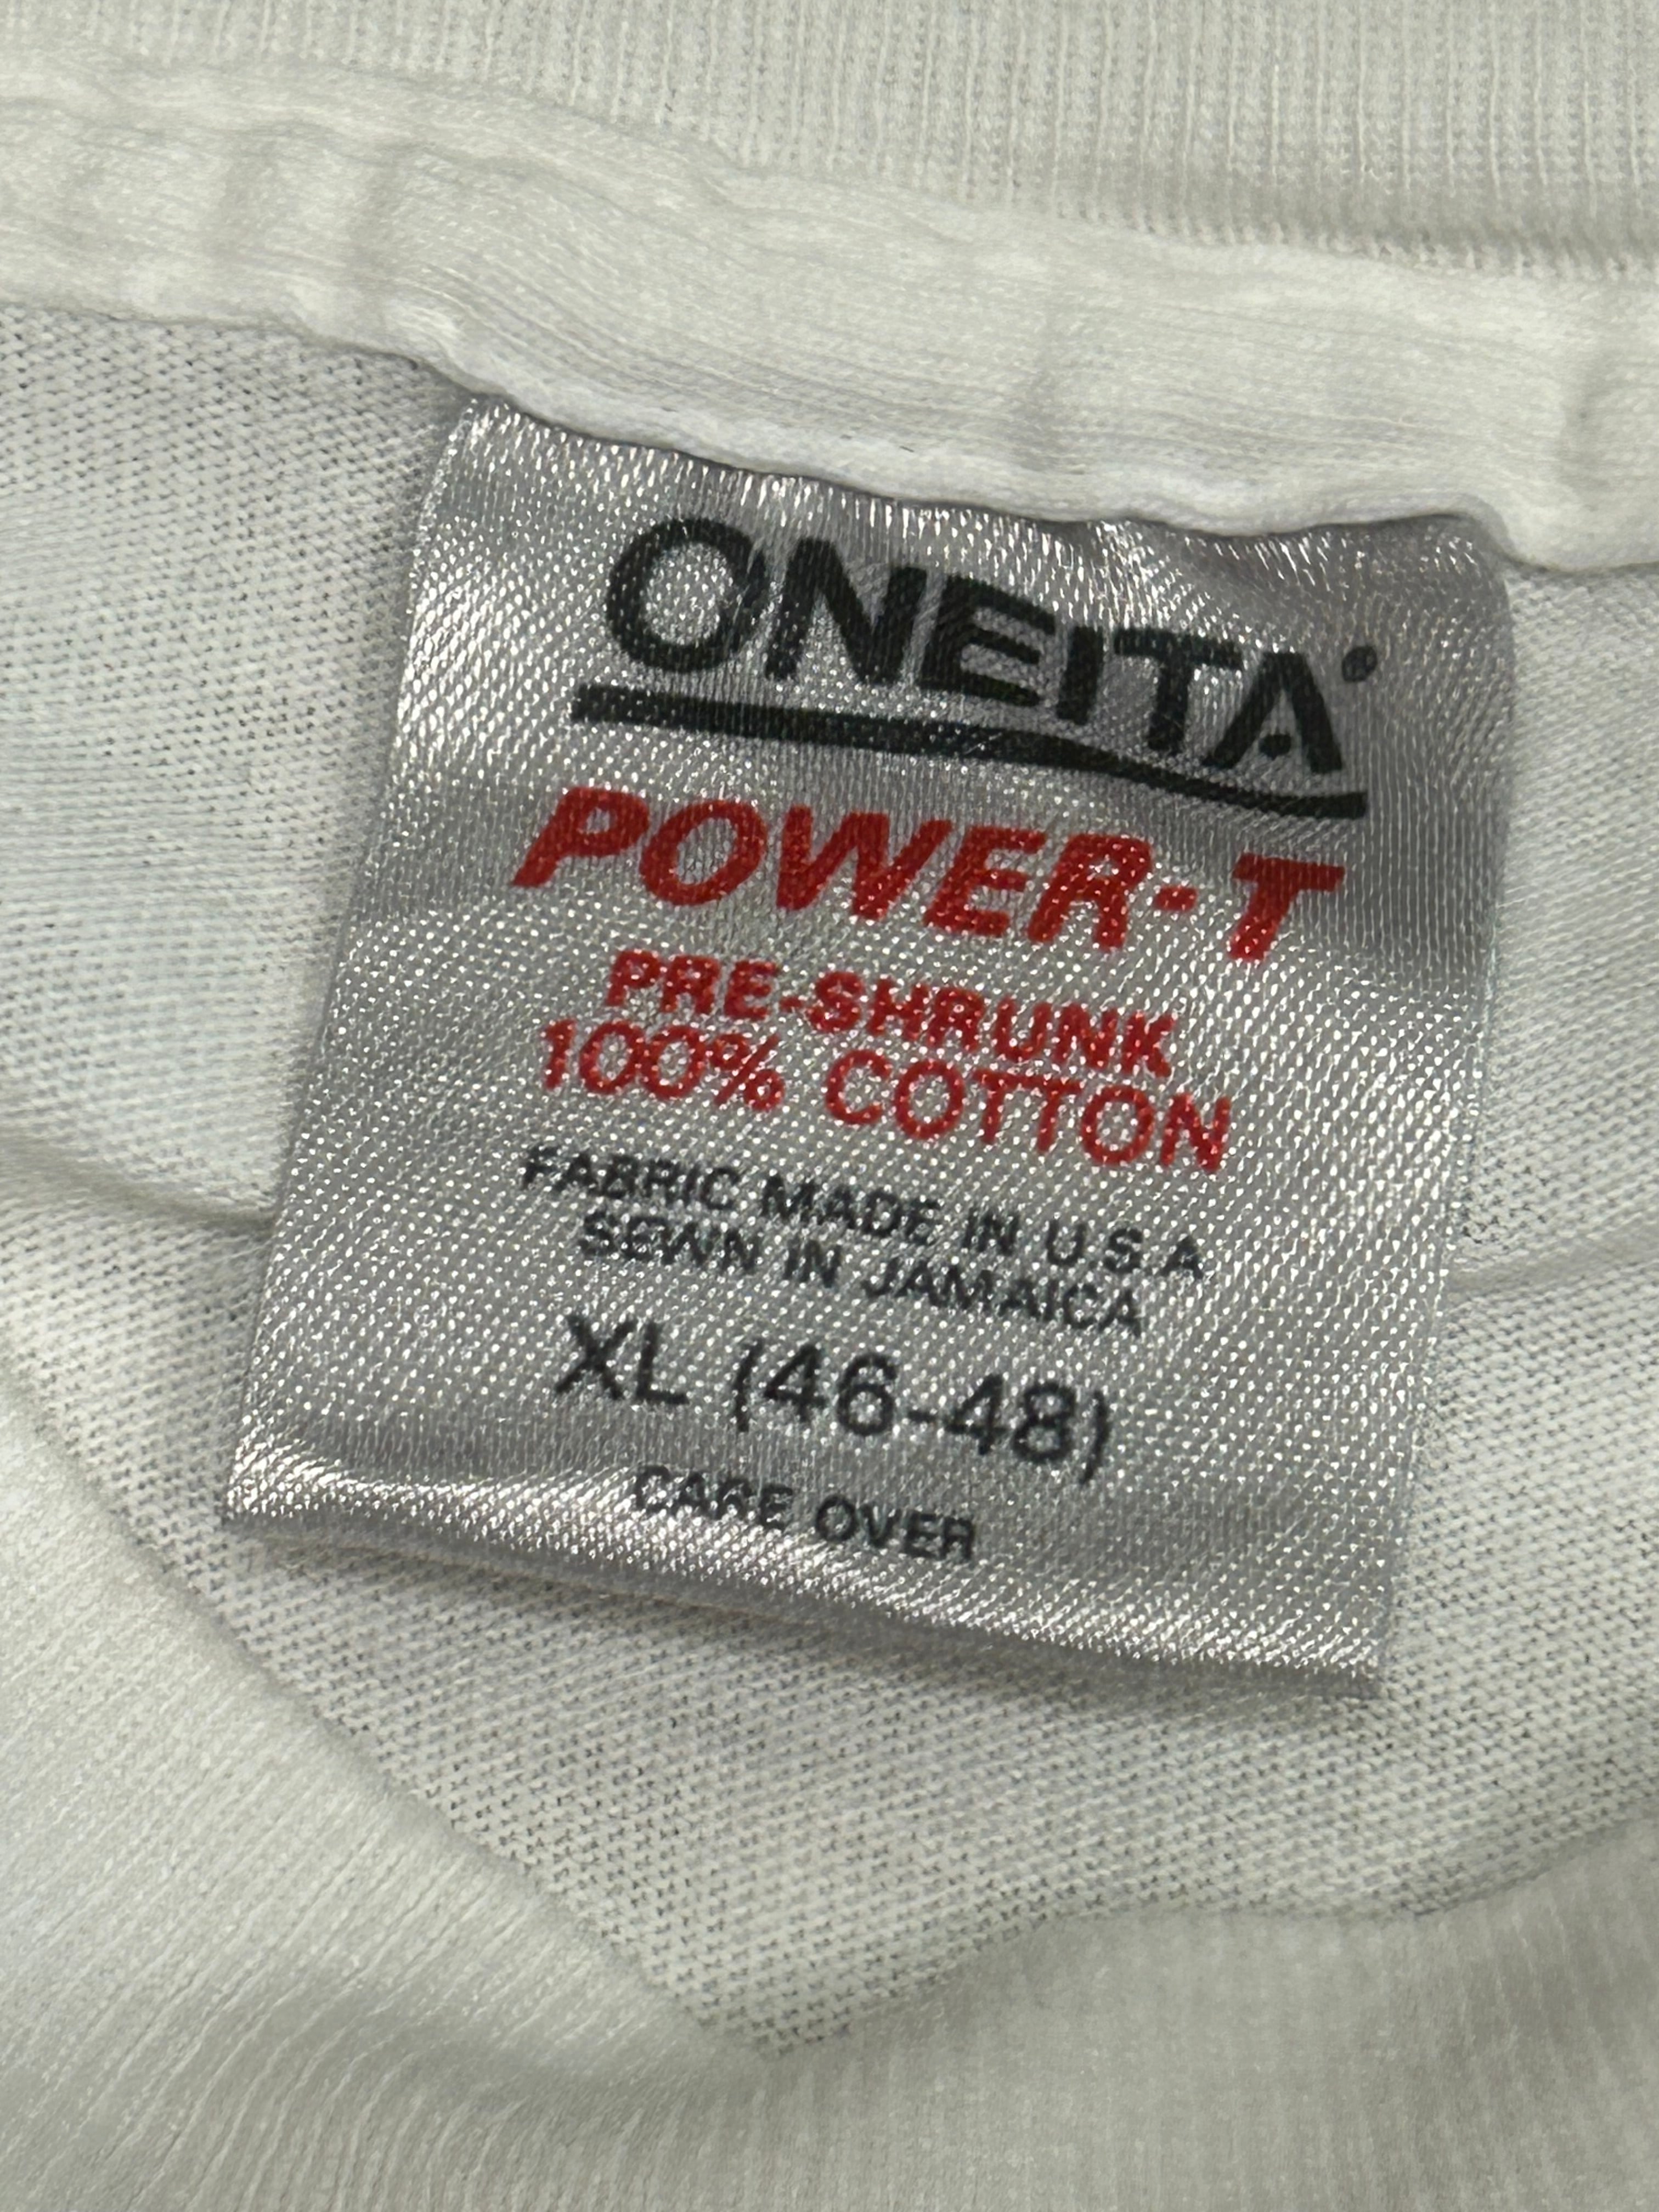 ONEITA®
POWER-T
PRE-SHRUNK
100% COTTON
FABRIC MADE IN U.S.A
SEWN IN JAMAICA
XL (46-48)
CARE OVER